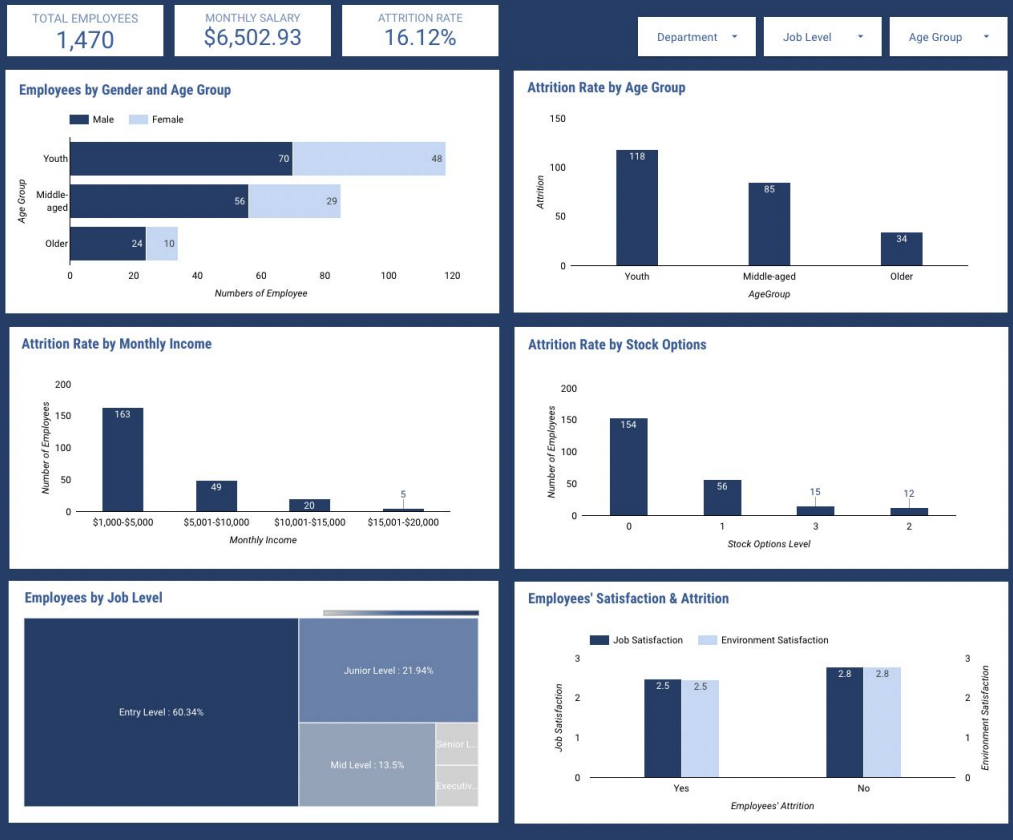 TOTAL EMPLOYEES
1,470
MONTHLY SALARY
$6,502.93
ATTRITION RATE
16.12%
Department
Job Level
Age Group
Employees by Gender and Age Group
Male Female
Age Group
Youth 70 48
Middle-
aged 56 29
Older 24 10
0 20 40 60 80 100 120
Numbers of Employee
Attrition Rate by Age Group
Attrition
150
100
50
0
118
85
34
Youth Middle-aged Older
AgeGroup
Attrition Rate by Monthly Income
Number of Employees
200
150
100
50
0
163
49
20
5
$1,000-$5,000 $5,001-$10,000 $10,001-$15,000 $15,001-$20,000
Monthly Income
Attrition Rate by Stock Options
Number of Employees
200
150
100
50
0
154
56
15
12
0 1 3 2
Stock Options Level
Employees by Job Level
Entry Level : 60.34%
Junior Level : 21.94%
Mid Level : 13.5%
Senior L...
Executiv...
Employees' Satisfaction & Attrition
Job Satisfaction Environment Satisfaction
Job Satisfaction
3
2
1
0
2.5 2.5
2.8 2.8
3
2
1
0
Environment Satisfaction
Yes No
Employees' Attrition